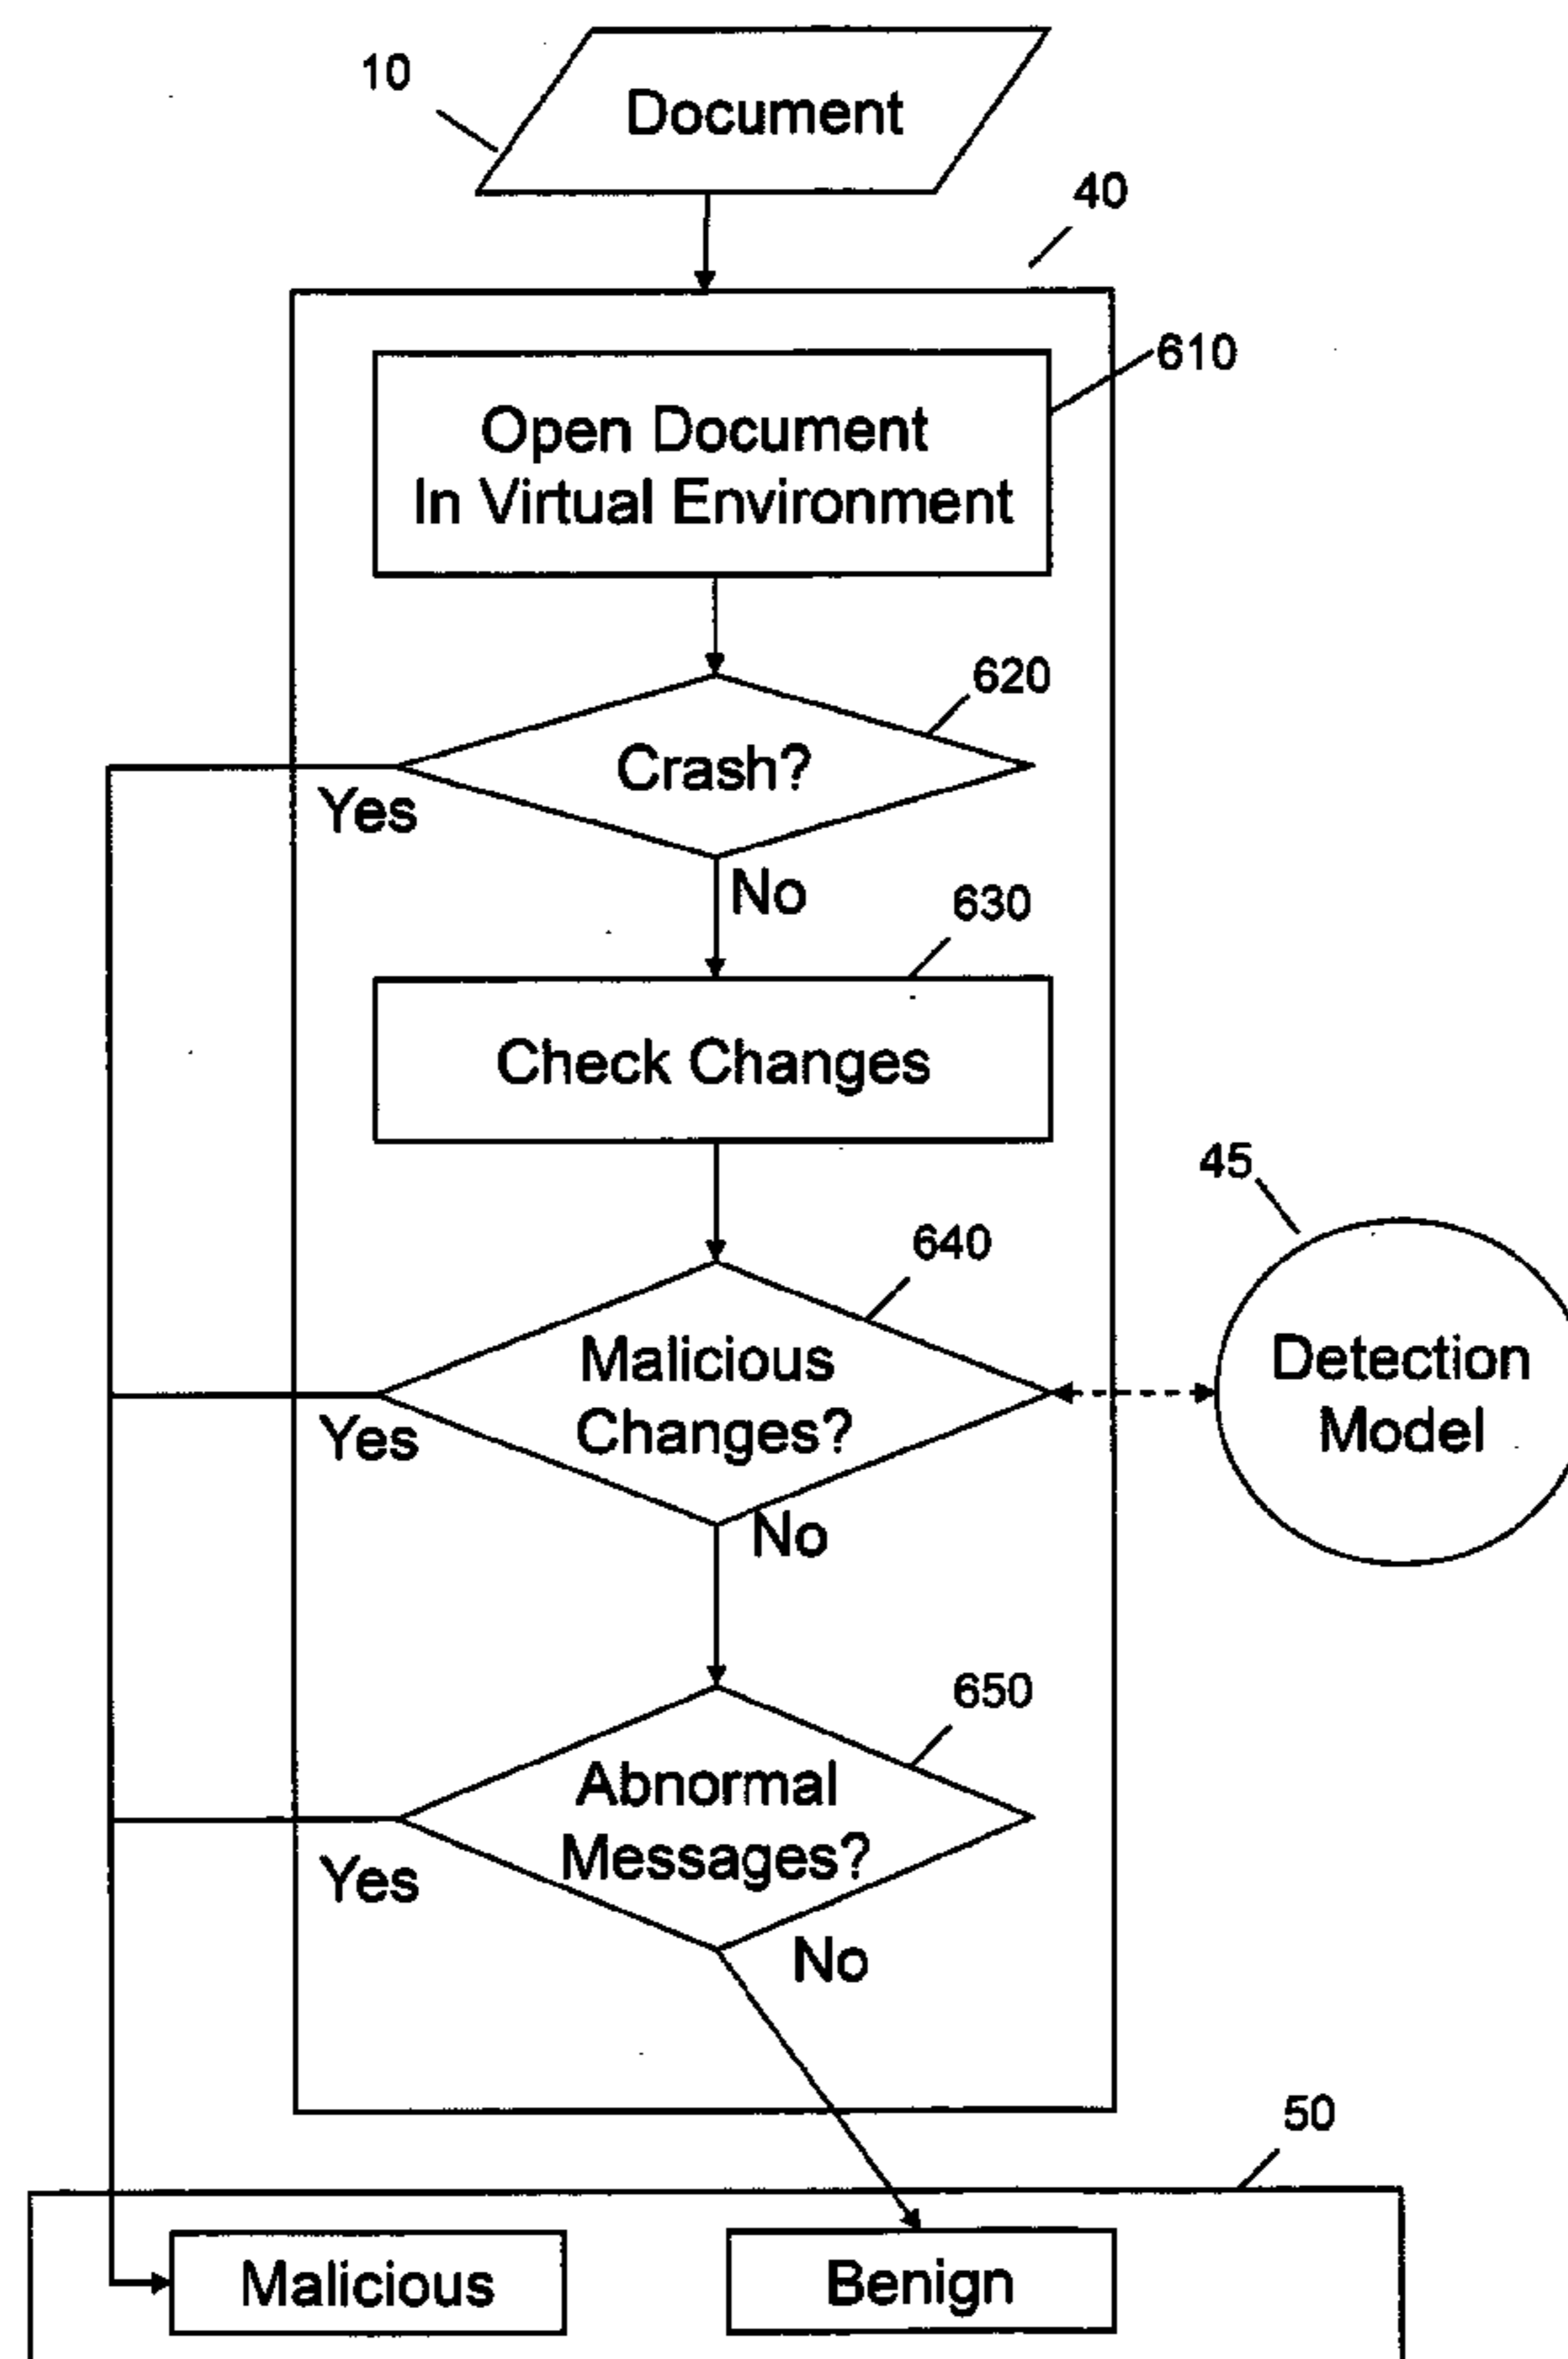 10
Document
40
610
Open Document
In Virtual Environment
620
Crash?
Yes
No
630
Check Changes
45
640
Malicious
Changes?
Detection
Model
Yes
No
650
Abnormal
Messages?
Yes
No
50
Malicious
Benign